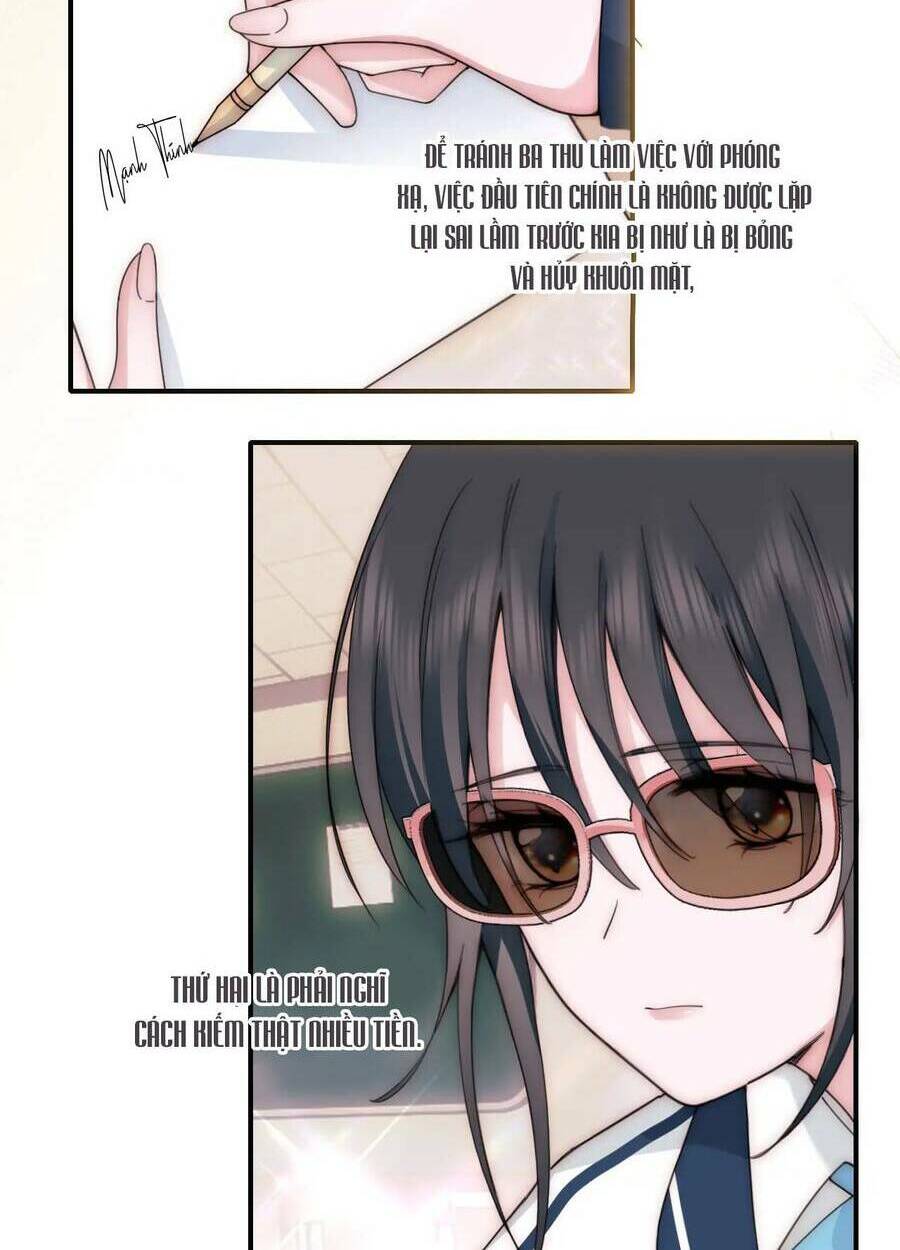 Mạnh Thính
ĐỂ TRÁNH BA THU LÀM VIỆC VỚI PHÓNG
XẠ, VIỆC ĐẦU TIÊN CHÍNH LÀ KHÔNG ĐƯỢC LẶP
LẠI SAI LẦM TRƯỚC KIA BỊ NHƯ LÀ BỊ BỎNG
VÀ HỦY KHUÔN MẶT,
THỨ HẠI LÀ PHẢI NGHĨ
CÁCH KIẾM THẬT NHIỀU TIỀN.